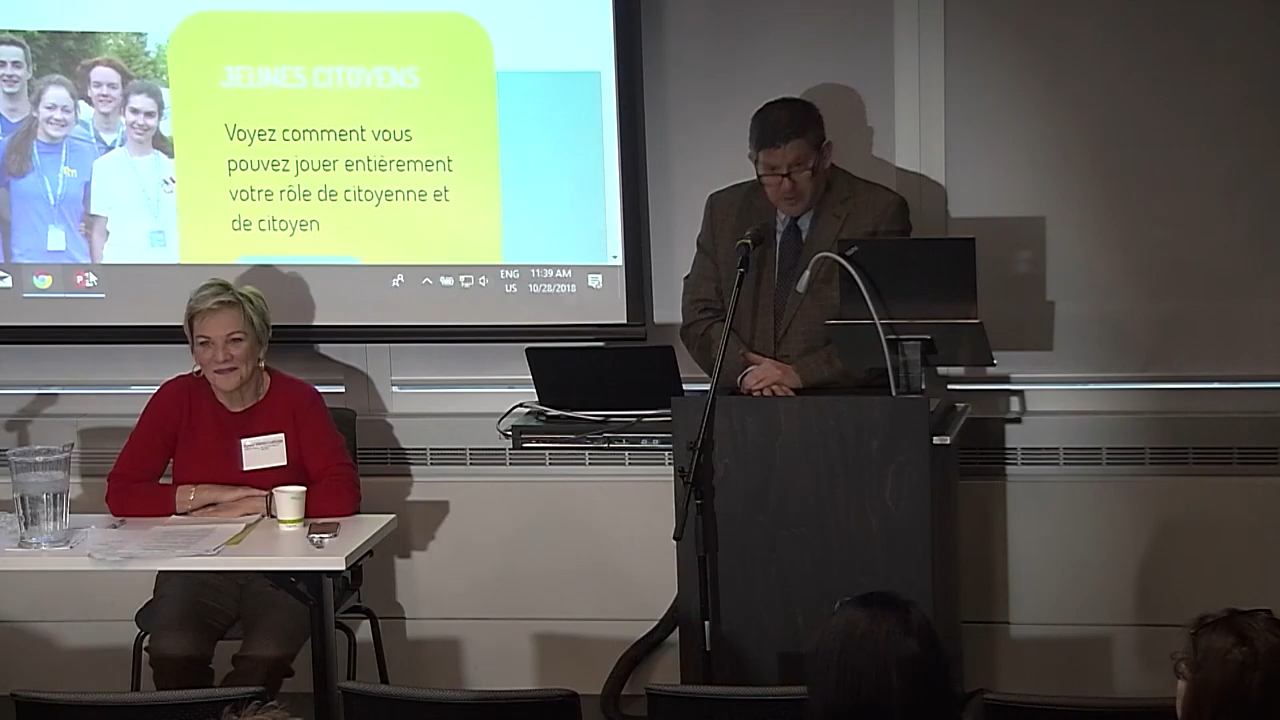 JEUNES CITOYENS
Voyez comment vous
pouvez jouer entièrement
votre rôle de citoyenne et
de citoyen
ENG
US
11:39 AM
10/28/2018